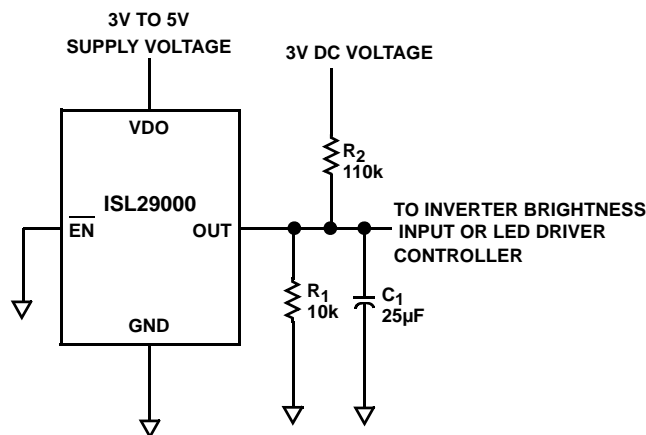 3V TO 5V
SUPPLY VOLTAGE
3V DC VOLTAGE
VDO
R2
110k
ISL29000
EN
OUT
TO INVERTER BRIGHTNESS
INPUT OR LED DRIVER
CONTROLLER
R1
10k
C1
25µF
GND